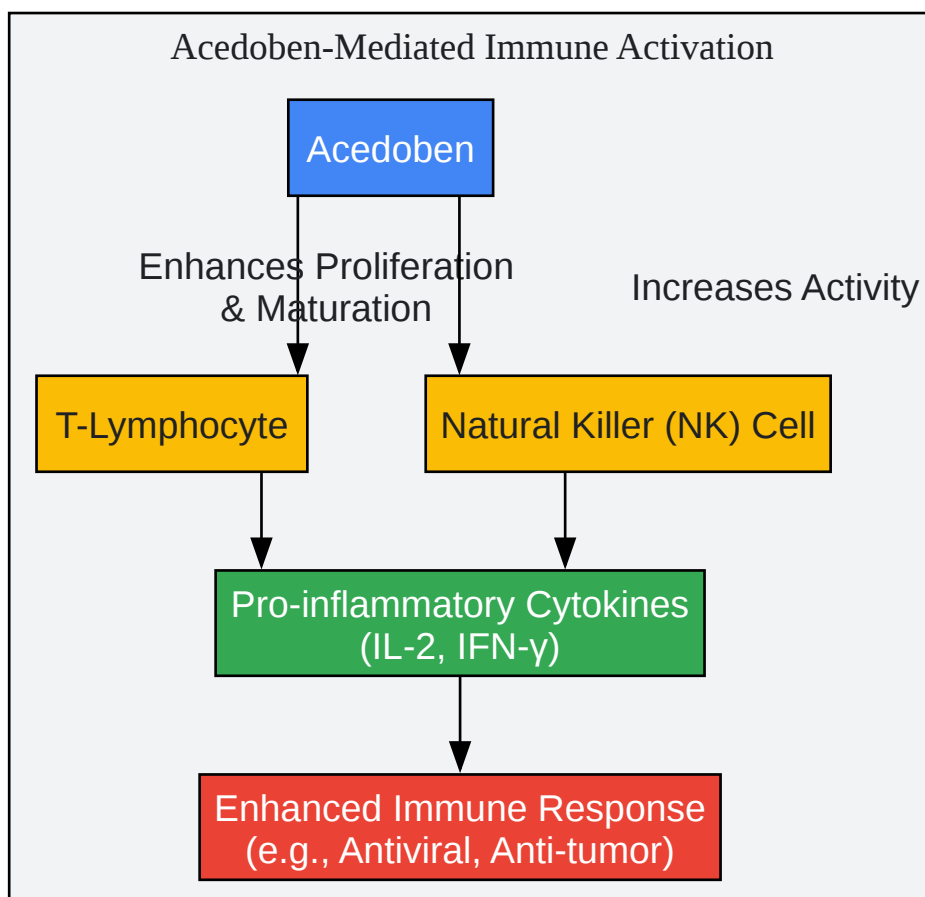 Acedoben-Mediated Immune Activation
Acedoben
Enhances Proliferation
& Maturation
Increases Activity
T-Lymphocyte
Natural Killer (NK) Cell
Pro-inflammatory Cytokines
(IL-2, IFN-γ)
Enhanced Immune Response
(e.g., Antiviral, Anti-tumor)